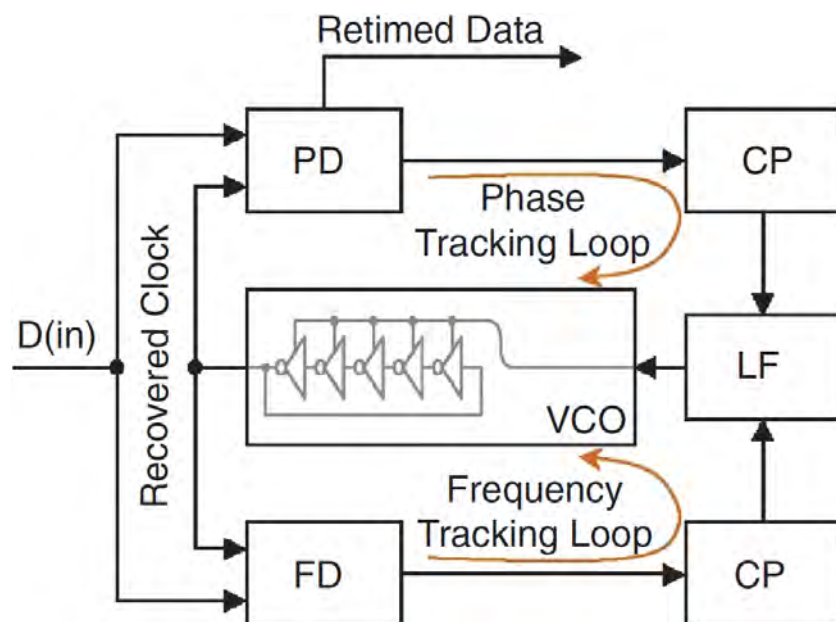 Retimed Data
PD
CP
Phase
Tracking Loop
Recovered Clock
D(in)
LF
VCO
Frequency
Tracking Loop
FD
CP